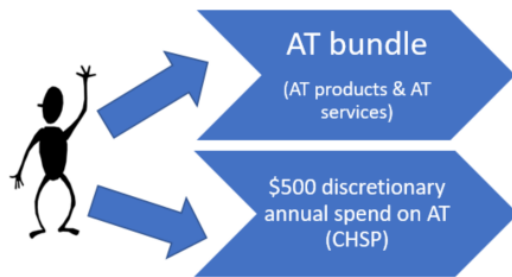 AT bundle
(AT products & AT
services)
$500 discretionary
annual spend on AT
(CHSP)